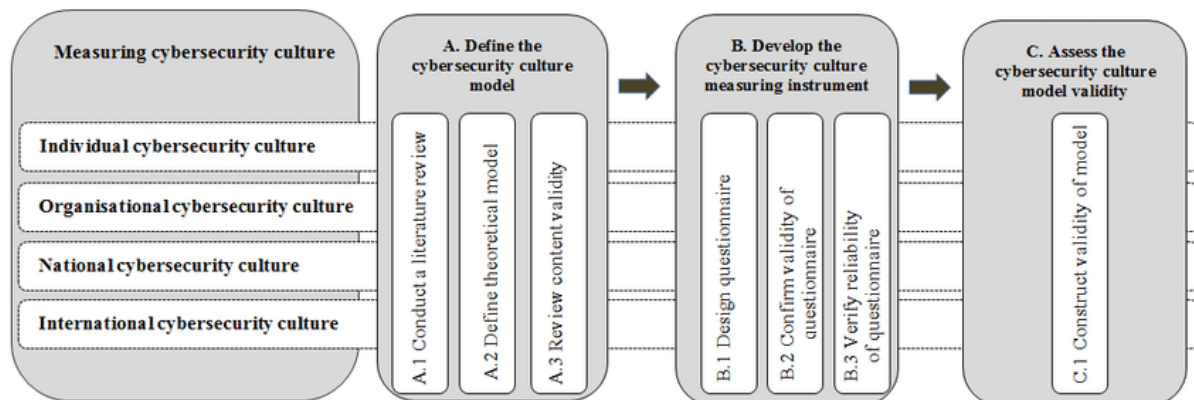 Measuring cybersecurity culture
Individual cybersecurity culture
Organisational cybersecurity culture
National cybersecurity culture
International cybersecurity culture
A. Define the
cybersecurity culture
model
A.1 Conduct a literature review
A.2 Define theoretical model
A.3 Review content validity
B. Develop the
cybersecurity culture
measuring instrument
B.1 Design questionnaire
B.2 Confirm validity of
questionnaire
B.3 Verify reliability
of questionnaire
C. Assess the
cybersecurity culture
model validity
C.1 Construct validity of model